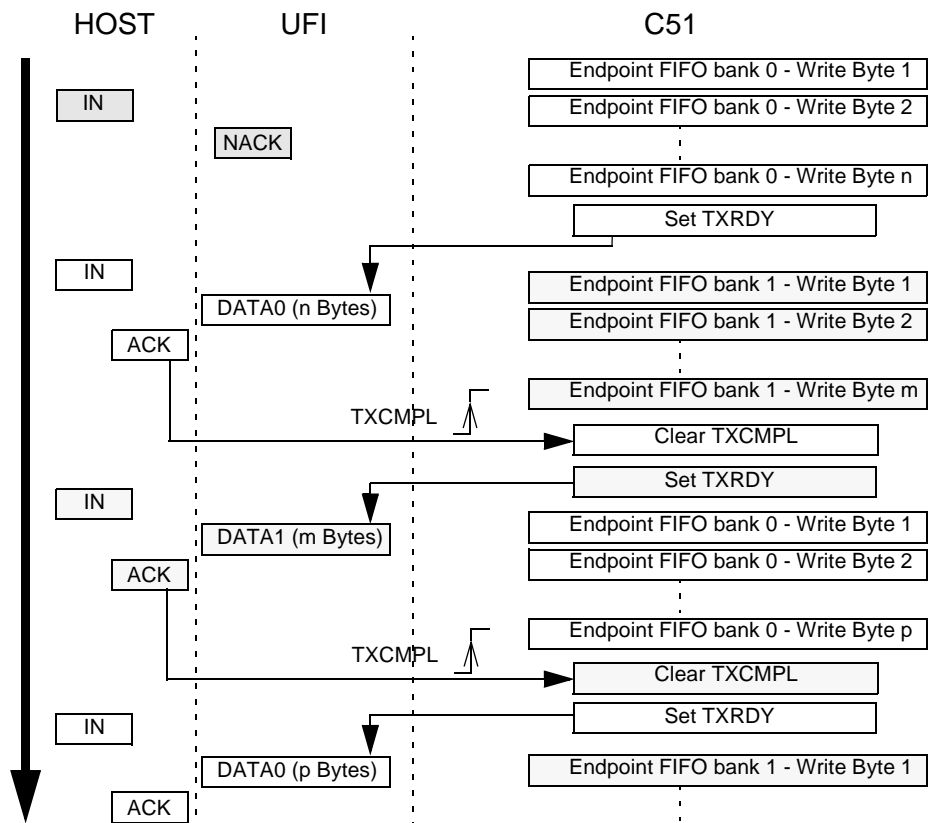 HOST UFI C51
Endpoint FIFO bank 0 - Write Byte 1
IN Endpoint FIFO bank 0 - Write Byte 2
NACK
Endpoint FIFO bank 0 - Write Byte n
Set TXRDY
IN Endpoint FIFO bank 1 - Write Byte 1
DATA0 (n Bytes)
Endpoint FIFO bank 1 - Write Byte 2
ACK
Endpoint FIFO bank 1 - Write Byte m
TXCMPL
Clear TXCMPL
Set TXRDY
IN
DATA1 (m Bytes) Endpoint FIFO bank 0 - Write Byte 1
Endpoint FIFO bank 0 - Write Byte 2
ACK
Endpoint FIFO bank 0 - Write Byte p
TXCMPL
Clear TXCMPL
Set TXRDY
IN
DATA0 (p Bytes) Endpoint FIFO bank 1 - Write Byte 1
ACK